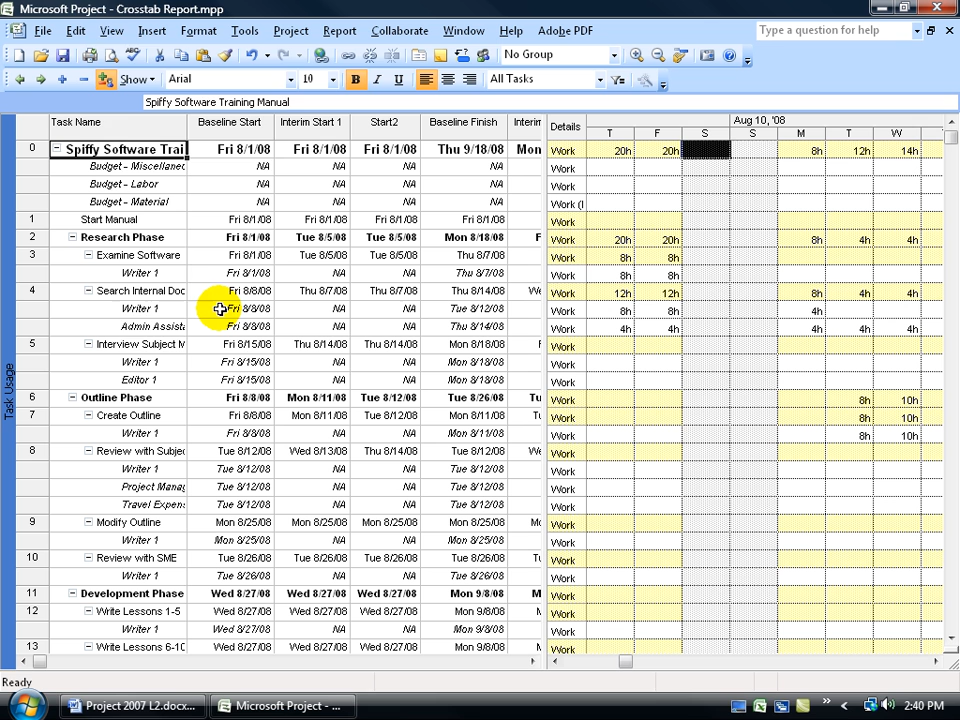 Microsoft Project - Crosstab Report.mpp
File Edit View Insert Format Tools Project Report Collaborate Window Help Adobe PDF Type a question for help
No Group
Show Arial 10 B I U All Tasks
Spiffy Software Training Manual
Task Name Baseline Start Interim Start 1 Start2 Baseline Finish Interim Details
Aug 10, '08
T F S S M T W
0 Spiffy Software Trai Fri 8/1/08 Fri 8/1/08 Fri 8/1/08 Thu 9/18/08 Mon Work 20h 20h 8h 12h 14h
Budget - Miscellaneo NA NA NA NA Work
Budget - Labor NA NA NA NA Work
Budget - Material NA NA NA NA Work (
1 Start Manual Fri 8/1/08 Fri 8/1/08 Fri 8/1/08 Fri 8/1/08 Work
2 Research Phase Fri 8/1/08 Tue 8/5/08 Tue 8/5/08 Mon 8/18/08 F Work 20h 20h 8h 4h 4h
3 Examine Software Fri 8/1/08 Tue 8/5/08 Tue 8/5/08 Thu 8/7/08 Work 8h 8h
Writer 1 Fri 8/1/08 NA NA Thu 8/7/08 Work 8h 8h
4 Search Internal Doc Fri 8/8/08 Thu 8/7/08 Thu 8/7/08 Thu 8/14/08 We Work 12h 12h 8h 4h 4h
Writer 1 Fri 8/8/08 NA NA Tue 8/12/08 Work 8h 8h 4h
Admin Assista Fri 8/8/08 NA NA Thu 8/14/08 Work 4h 4h 4h 4h 4h
5 Interview Subject M Fri 8/15/08 Thu 8/14/08 Thu 8/14/08 Mon 8/18/08 F Work
Writer 1 Fri 8/15/08 NA NA Mon 8/18/08 Work
Editor 1 Fri 8/15/08 NA NA Mon 8/18/08 Work
6 Outline Phase Fri 8/8/08 Mon 8/11/08 Tue 8/12/08 Tue 8/26/08 Tu Work 8h 10h
7 Create Outline Fri 8/8/08 Mon 8/11/08 Tue 8/12/08 Mon 8/11/08 Tu Work 8h 10h
Writer 1 Fri 8/8/08 NA NA Mon 8/11/08 Work 8h 10h
8 Review with Subje Tue 8/12/08 Wed 8/13/08 Thu 8/14/08 Tue 8/12/08 We Work
Writer 1 Tue 8/12/08 NA NA Tue 8/12/08 Work
Project Mana Tue 8/12/08 NA NA Tue 8/12/08 Work
Travel Expen Tue 8/12/08 NA NA Tue 8/12/08 Work
9 Modify Outline Mon 8/25/08 Mon 8/25/08 Mon 8/25/08 Mon 8/25/08 Mo Work
Writer 1 Mon 8/25/08 NA NA Mon 8/25/08 Work
10 Review with SME Tue 8/26/08 Tue 8/26/08 Tue 8/26/08 Tue 8/26/08 Tu Work
Writer 1 Tue 8/26/08 NA NA Tue 8/26/08 Work
11 Development Phase Wed 8/27/08 Wed 8/27/08 Wed 8/27/08 Mon 9/8/08 M Work
12 Write Lessons 1-5 Wed 8/27/08 Wed 8/27/08 Wed 8/27/08 Mon 9/8/08 Mo Work
Writer 1 Wed 8/27/08 NA NA Mon 9/8/08 Work
13 Write Lessons 6-10 Wed 8/27/08 Wed 8/27/08 Wed 8/27/08 Mon 9/8/08 Mo Work
Task Usage
Ready
Project 2007 L2.docx... Microsoft Project - ... 2:40 PM